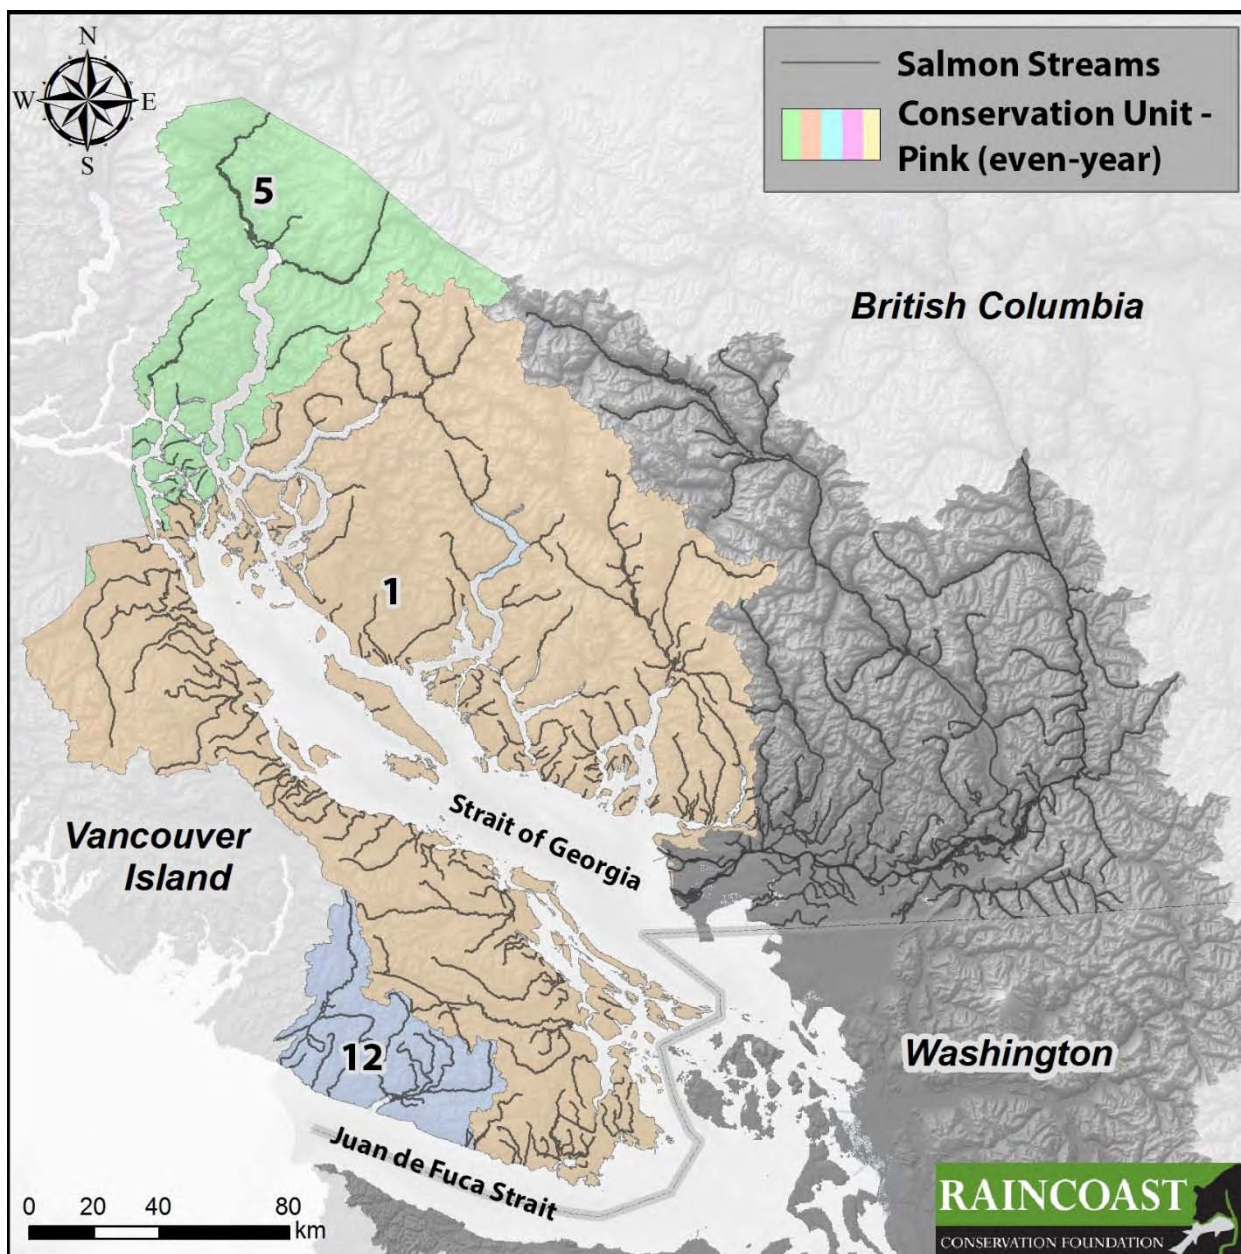 N
W
E
S
Salmon Streams
Conservation Unit -
Pink (even-year)
5
British Columbia
1
Strait of Georgia
Vancouver
Island
12
Washington
Juan de Fuca Strait
0 20 40 80
km
RAINCOAST
CONSERVATION FOUNDATION